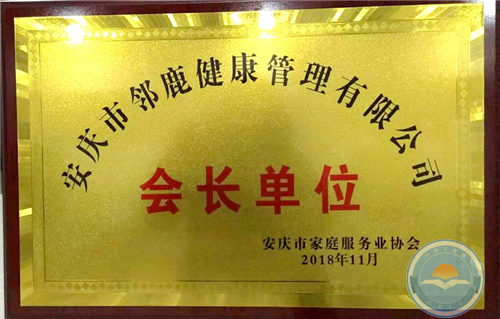 安庆市邻鹿健康管理有限公司
会长单位
安庆市家庭服务业协会
2018年11月